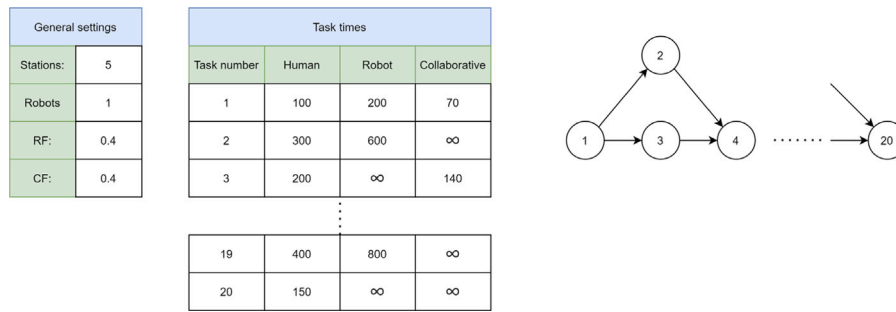 General settings
Stations: 5
Robots 1
RF: 0.4
CF: 0.4
Task times
Task number Human Robot Collaborative
1 100 200 70
2 300 600 ∞
3 200 ∞ 140
19 400 800 ∞
20 150 ∞ ∞
2
1 3 4 20